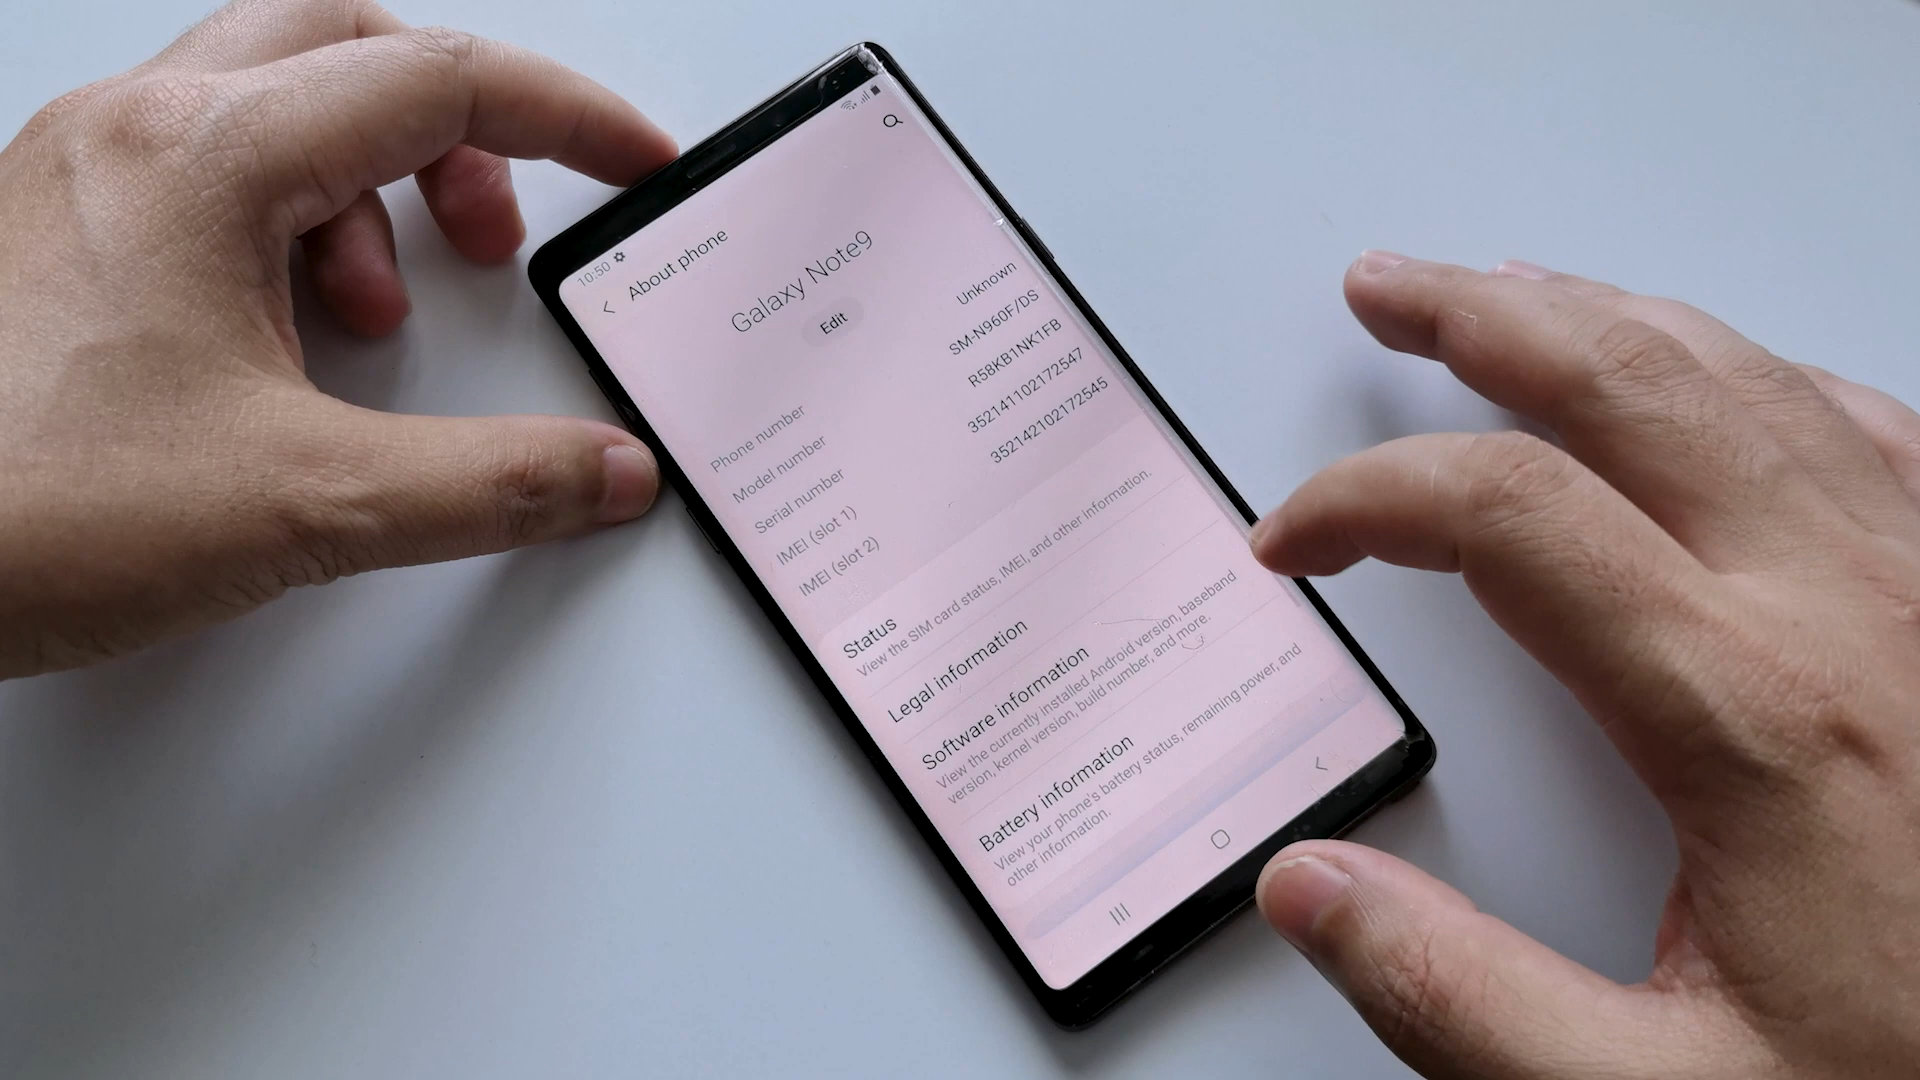 10:50
About phone
Galaxy Note9
Edit
Phone number Unknown
Model number SM-N960F/DS
Serial number R58KB1NK1FB
IMEI (slot 1) 352141102172547
IMEI (slot 2) 352142102172545
Status
View the SIM card status, IMEI, and other information.
Legal information
Software information
View the currently installed Android version, baseband
version, kernel version, build number, and more.
Battery information
View your phone's battery status, remaining power, and
other information.